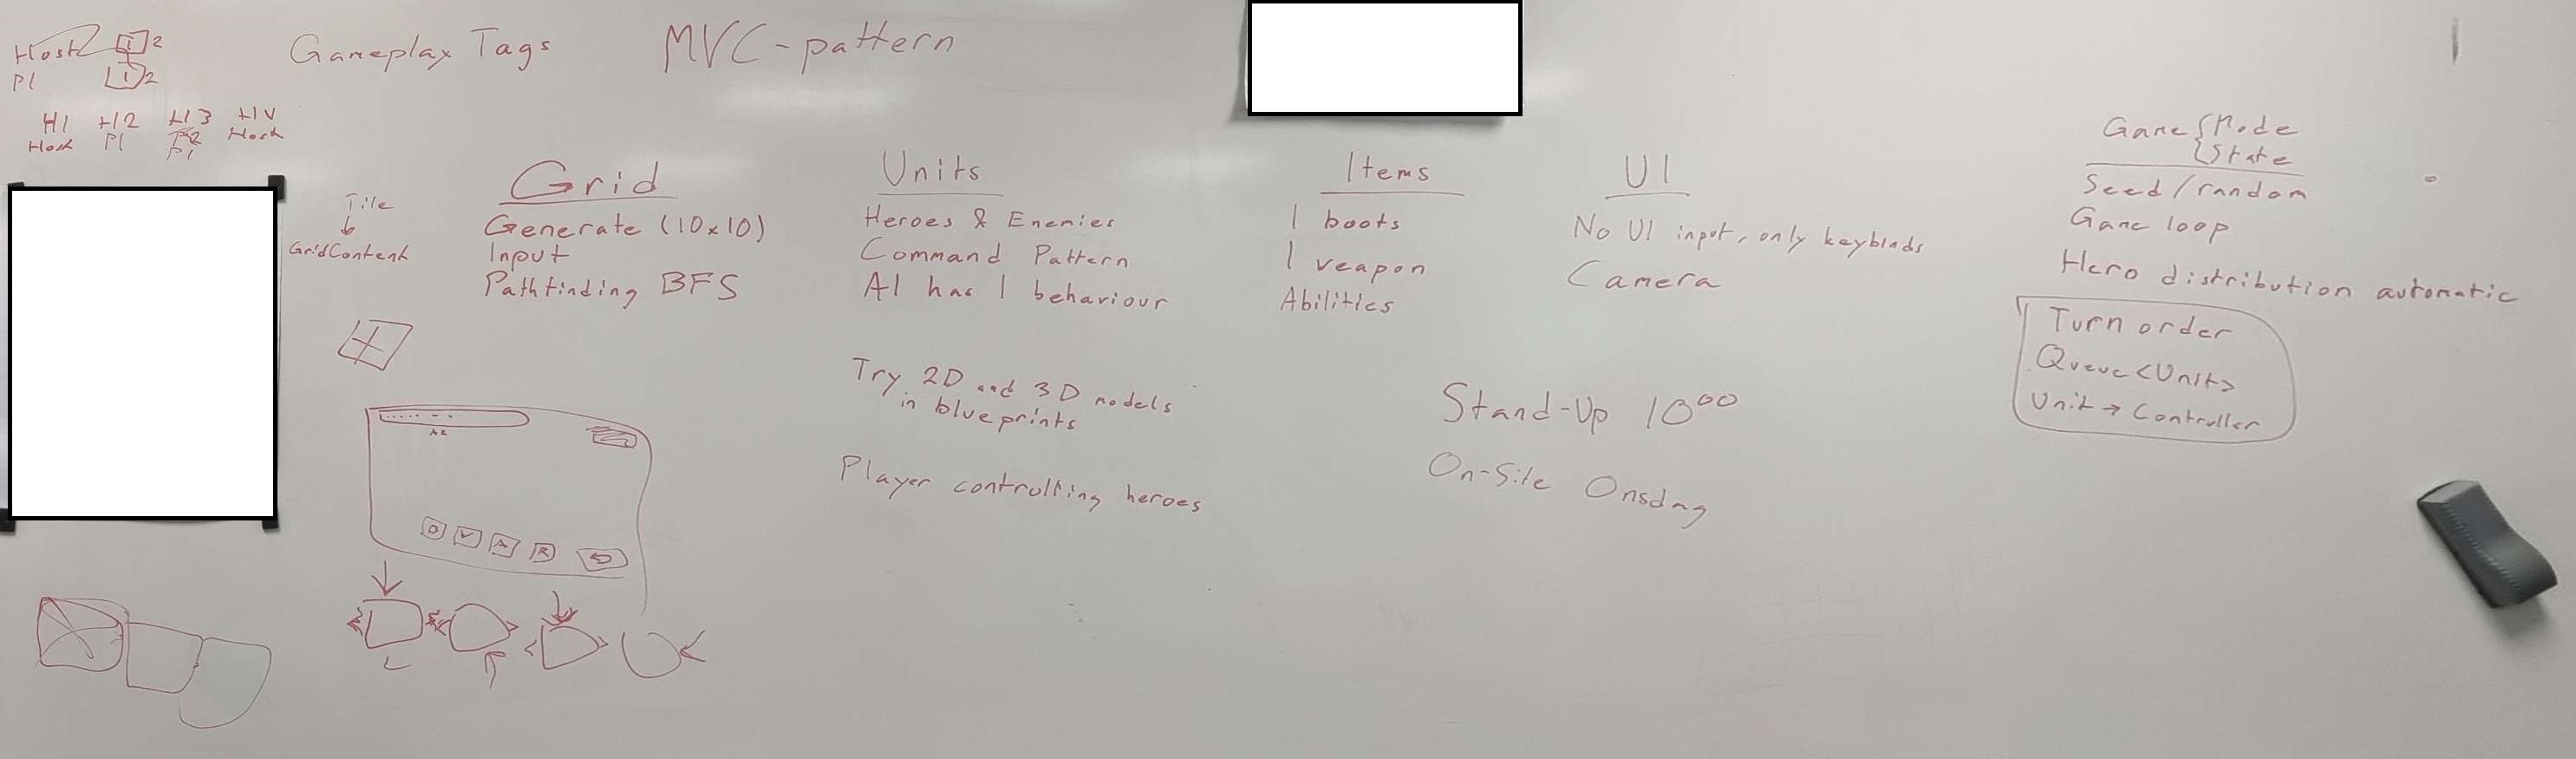 Host
P1
1 2
1 2
Gameplay Tags
MVC-pattern
H1 H2 H3 H4
Host P1 P1 Host
Tile
GridContent
Grid
Generate (10x10)
Input
Pathfinding BFS
Units
Heroes & Enemies
Command Pattern
AI has 1 behaviour
Try 2D and 3D models
in blueprints
Player controlling heroes
Items
1 boots
1 weapon
Abilities
UI
No UI input, only keybinds
Camera
Stand-Up 10⁰⁰
On-Site Onsdag
Game { Mode
{ State
Seed / random
Game loop
Hero distribution automatic
Turn order
Queue<Unit>
Unit → Controller